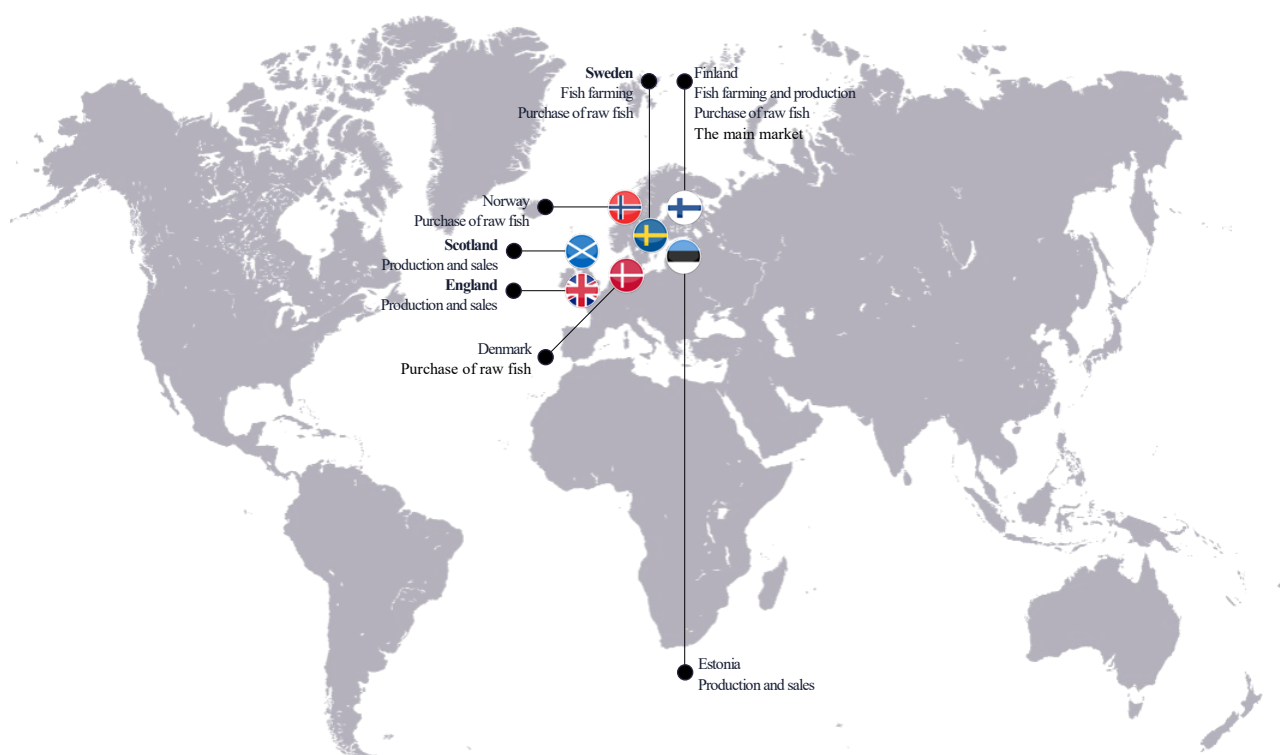 Sweden
Fish farming
Purchase of raw fish
Finland
Fish farming and production
Purchase of raw fish
The main market
Norway
Purchase of raw fish
Scotland
Production and sales
England
Production and sales
Denmark
Purchase of raw fish
Estonia
Production and sales